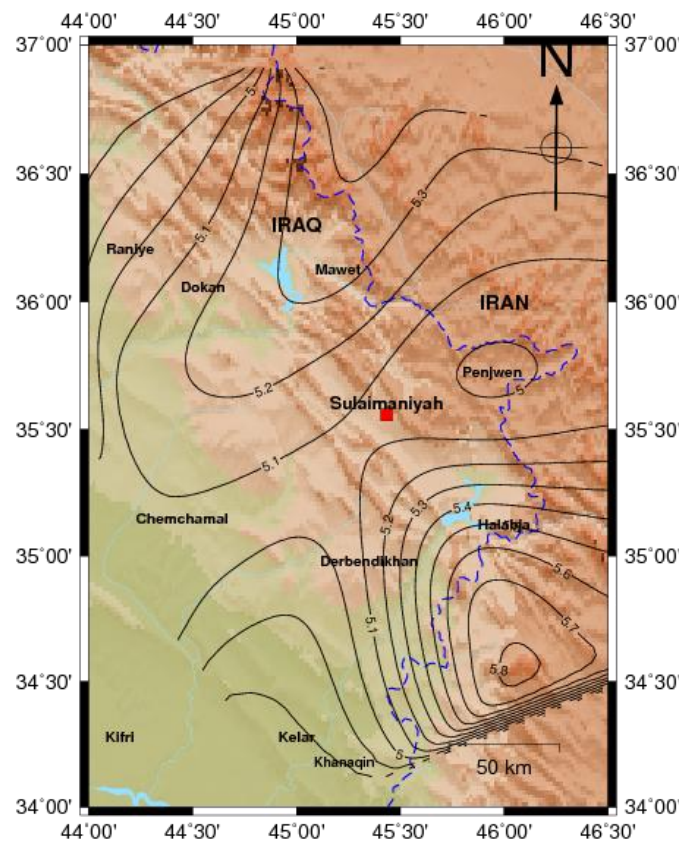 44°00' 44°30' 45°00' 45°30' 46°00' 46°30'
37°00' 37°00'
N
5
36°30' 36°30'
5.3
IRAQ
5.1
Raniye
Mawet
Dokan
36°00' 36°00'
IRAN
Penjwen
5
5.2
Sulaimaniyah
35°30' 35°30'
5.1
5.4
5.3
5.2
Chemchamal
Halabja
35°00' 35°00'
Derbendikhan
5.6
5.1
5.7
5.8
34°30' 34°30'
Kifri
Kelar
5
Khanaqin
50 km
34°00' 34°00'
44°00' 44°30' 45°00' 45°30' 46°00' 46°30'